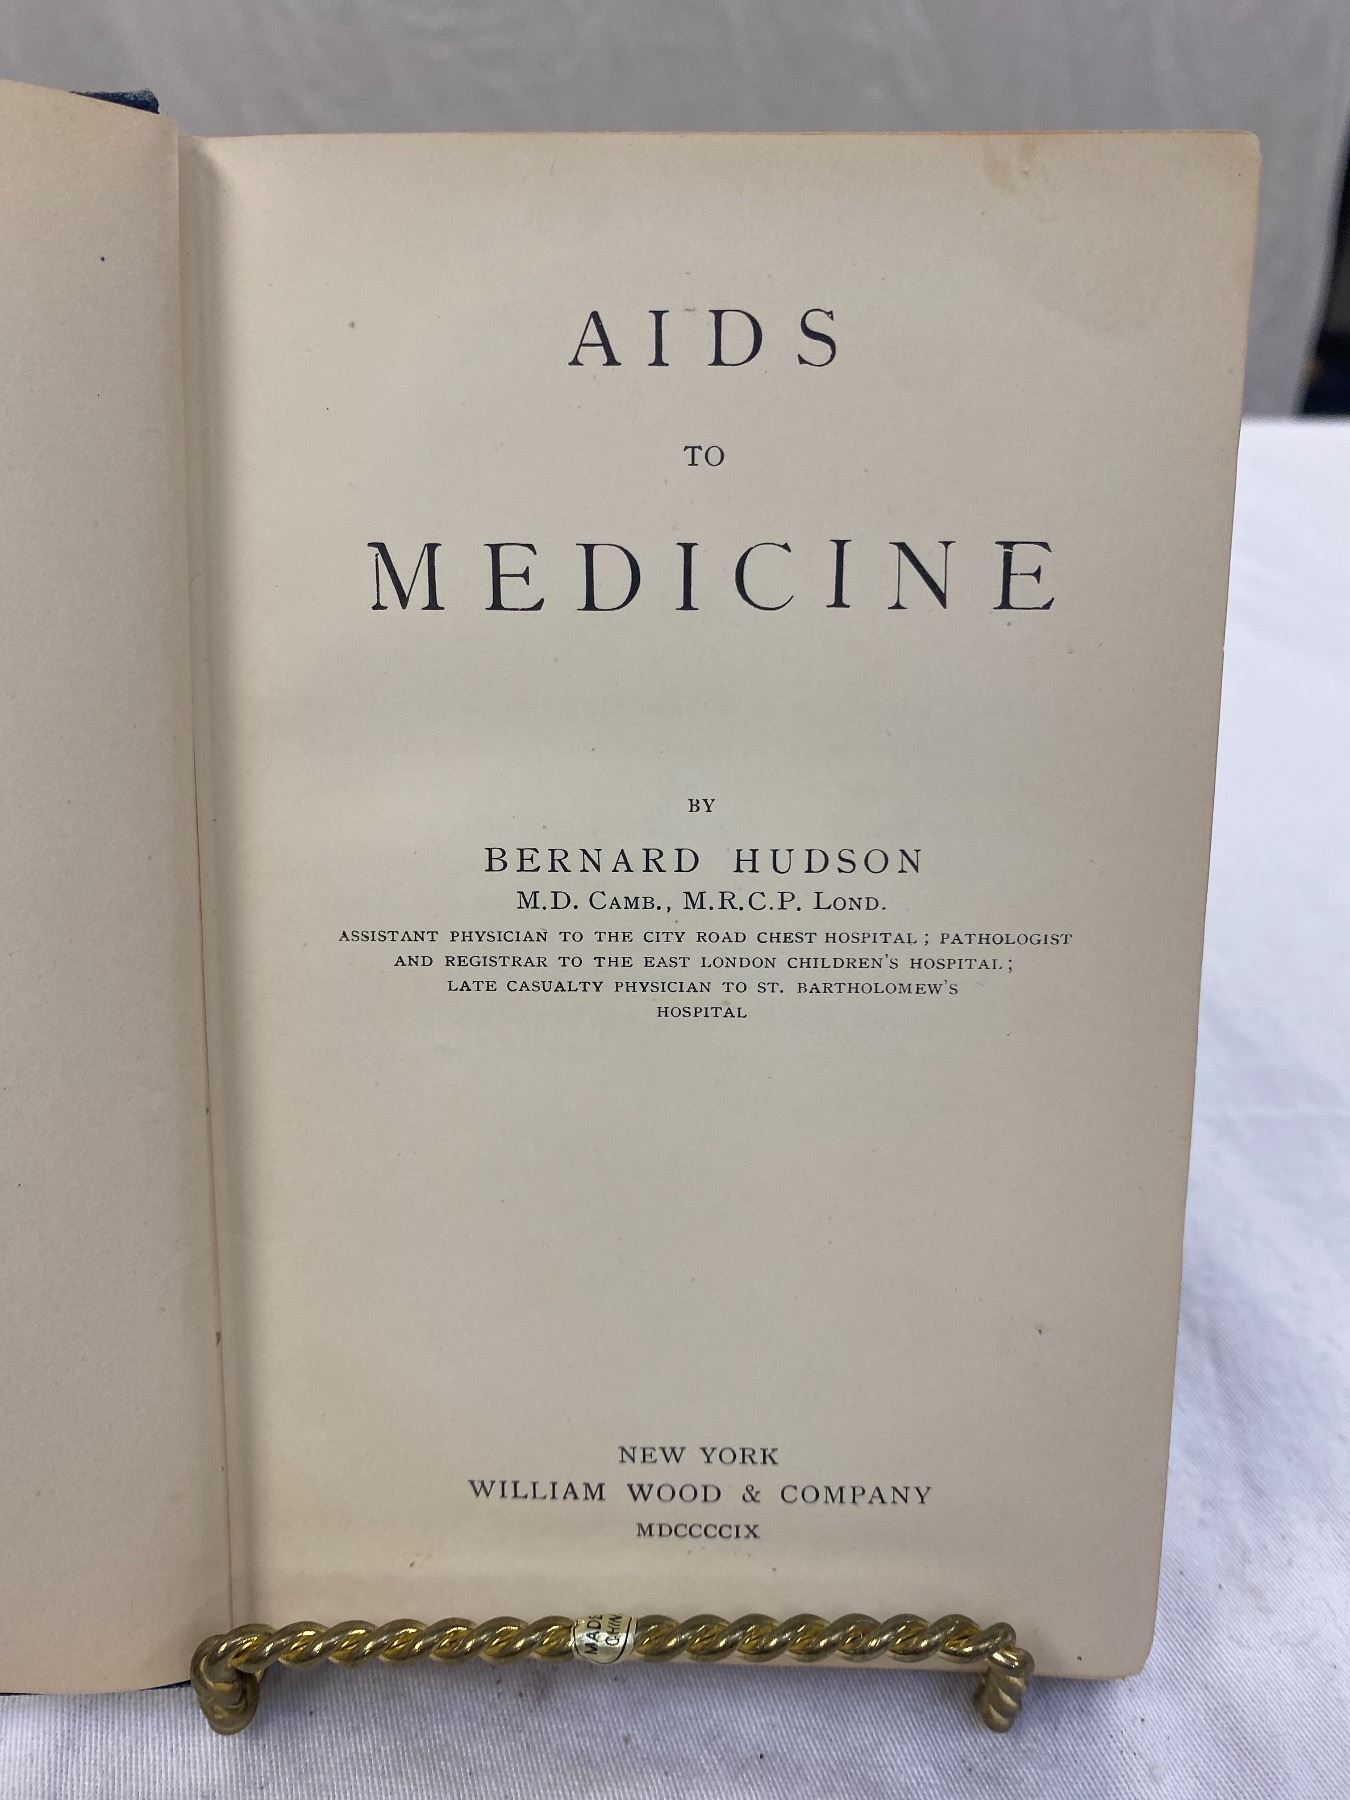 AIDS
TO
MEDICINE
BY
BERNARD HUDSON
M.D. CAMB., M.R.C.P. LOND.
ASSISTANT PHYSICIAN TO THE CITY ROAD CHEST HOSPITAL; PATHOLOGIST
AND REGISTRAR TO THE EAST LONDON CHILDREN'S HOSPITAL;
LATE CASUALTY PHYSICIAN TO ST. BARTHOLOMEW'S
HOSPITAL
NEW YORK
WILLIAM WOOD & COMPANY
MDCCCCIX
MADE
CHIN